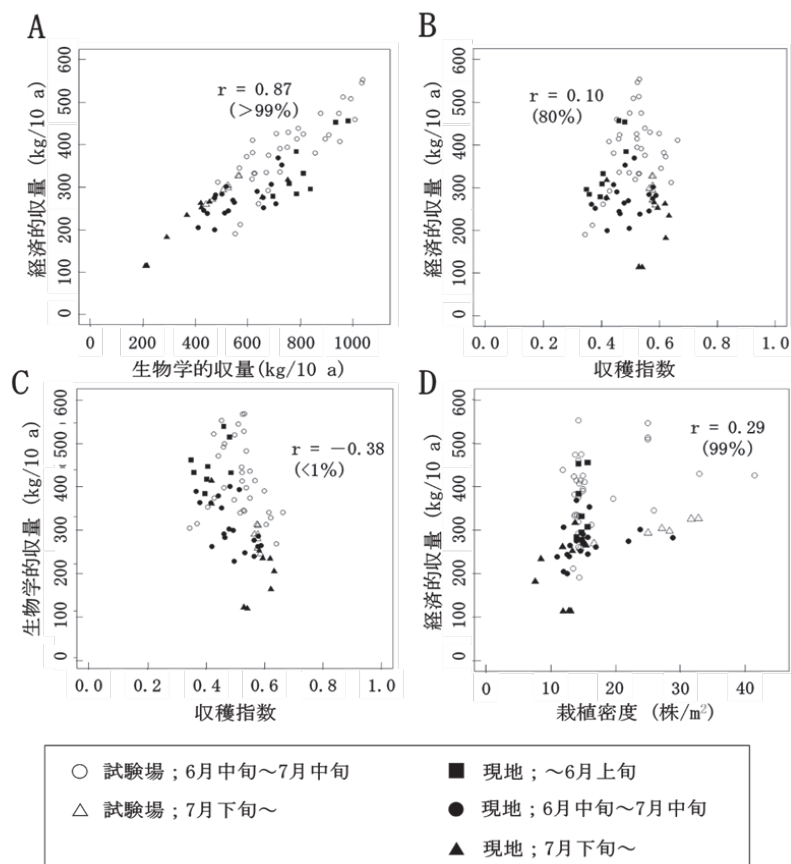 A
経済的収量 (kg/10 a)
600
500
400
300
200
100
0
r = 0.87
(>99%)
0 200 400 600 800 1000
生物学的収量(kg/10 a)
B
経済的収量 (kg/10 a)
600
500
400
300
200
100
0
r = 0.10
(80%)
0.0 0.2 0.4 0.6 0.8 1.0
収穫指数
C
生物学的収量 (kg/10 a)
600
500
400
300
200
100
0
r = −0.38
(<1%)
0.0 0.2 0.4 0.6 0.8 1.0
収穫指数
D
経済的収量 (kg/10 a)
600
500
400
300
200
100
0
r = 0.29
(99%)
0 10 20 30 40
栽植密度 (株/m²)
○ 試験場；6月中旬～7月中旬
△ 試験場；7月下旬～
■ 現地；～6月上旬
● 現地；6月中旬～7月中旬
▲ 現地；7月下旬～